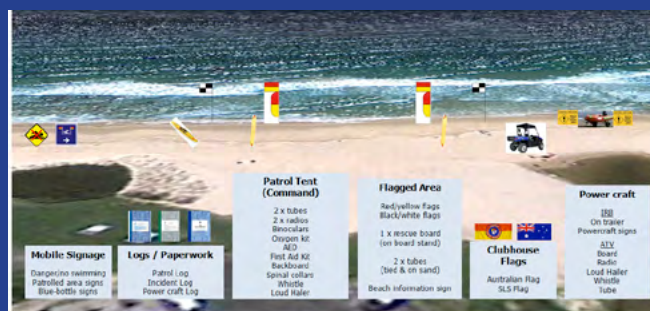 Mobile Signage
Danger/no swimming
Patrolled area signs
Blue-bottle signs
Logs / Paperwork
Patrol Log
Incident Log
Power craft Log
Patrol Tent
(Command)
2 x tubes
2 x radios
Binoculars
Oxygen kit
AED
First Aid Kit
Backboard
Spinal collars
Whistle
Loud Haler
Flagged Area
Red/yellow flags
Black/white flags
1 x rescue board
(on board stand)
2 x tubes
(tied & on sand)
Beach information sign
Clubhouse
Flags
Australian Flag
SLS Flag
Power craft
IRB
On trailer
Powercraft signs
ATV
Board
Radio
Loud Haler
Whistle
Tube